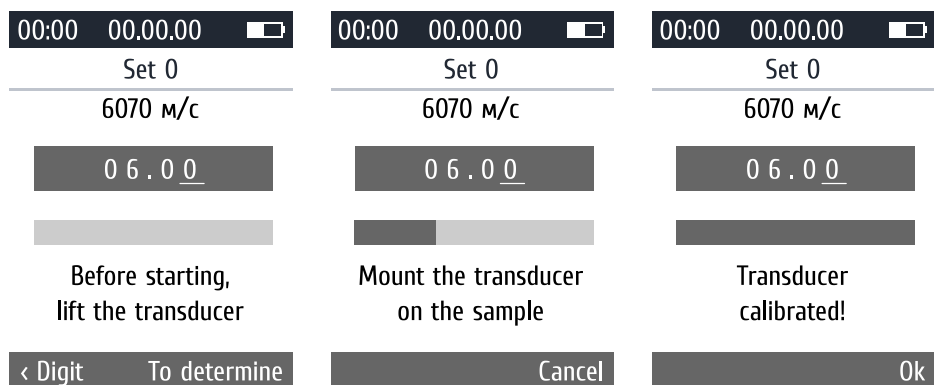 00:00 00.00.00
Set 0
6070 м/с
06.00
Before starting,
lift the transducer
‹ Digit To determine
00:00 00.00.00
Set 0
6070 м/с
06.00
Mount the transducer
on the sample
Cancel
00:00 00.00.00
Set 0
6070 м/с
06.00
Transducer
calibrated!
Ok